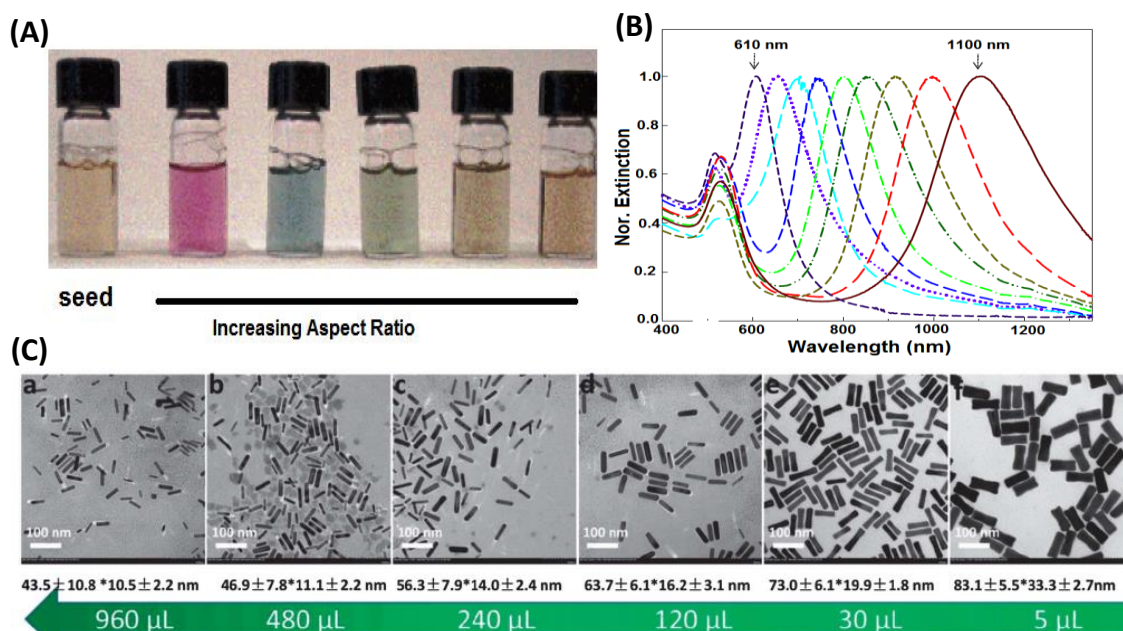 (A)
seed
Increasing Aspect Ratio
(B)
610 nm
1100 nm
1.0
0.8
0.6
0.4
0.2
0.0
Nor. Extinction
400
600
800
1000
1200
Wavelength (nm)
(C)
a
b
c
d
e
f
100 nm
100 nm
100 nm
100 nm
100 nm
100 nm
43.5±10.8 *10.5±2.2 nm
46.9±7.8*11.1±2.2 nm
56.3±7.9*14.0±2.4 nm
63.7±6.1*16.2±3.1 nm
73.0±6.1*19.9±1.8 nm
83.1±5.5*33.3±2.7nm
960 μL
480 μL
240 μL
120 μL
30 μL
5 μL